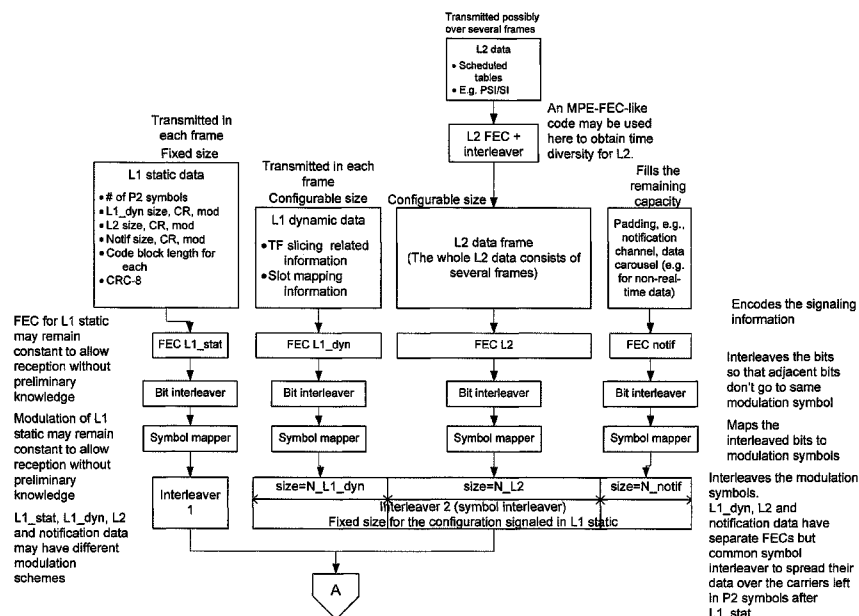 Transmitted possibly
over several frames
L2 data
• Scheduled
tables
• E.g. PSI/SI
An MPE-FEC-like
code may be used
here to obtain time
diversity for L2.
L2 FEC +
interleaver
Transmitted in
each frame
Fixed size
L1 static data
• # of P2 symbols
• L1_dyn size, CR, mod
• L2 size, CR, mod
• Notif size, CR, mod
• Code block length for
each
• CRC-8
Transmitted in each
frame
Configurable size
L1 dynamic data
• TF slicing related
information
• Slot mapping
information
Configurable size
L2 data frame
(The whole L2 data consists of
several frames)
Fills the
remaining
capacity
Padding, e.g.,
notification
channel, data
carousel (e.g.
for non-real-
time data)
Encodes the signaling
information
FEC for L1 static
may remain
constant to allow
reception without
preliminary
knowledge
FEC L1_stat
FEC L1_dyn
FEC L2
FEC notif
Interleaves the bits
so that adjacent bits
don't go to same
modulation symbol
Bit interleaver
Bit interleaver
Bit interleaver
Bit interleaver
Modulation of L1
static may remain
constant to allow
reception without
preliminary
knowledge
Symbol mapper
Symbol mapper
Symbol mapper
Symbol mapper
Maps the
interleaved bits to
modulation symbols
Interleaver
1
size=N_L1_dyn
size=N_L2
size=N_notif
Interleaver 2 (symbol interleaver)
Fixed size for the configuration signaled in L1 static
Interleaves the modulation
symbols.
L1_dyn, L2 and
notification data have
separate FECs but
common symbol
interleaver to spread their
data over the carriers left
in P2 symbols after
L1_stat
L1_stat, L1_dyn, L2
and notification data
may have different
modulation
schemes
A